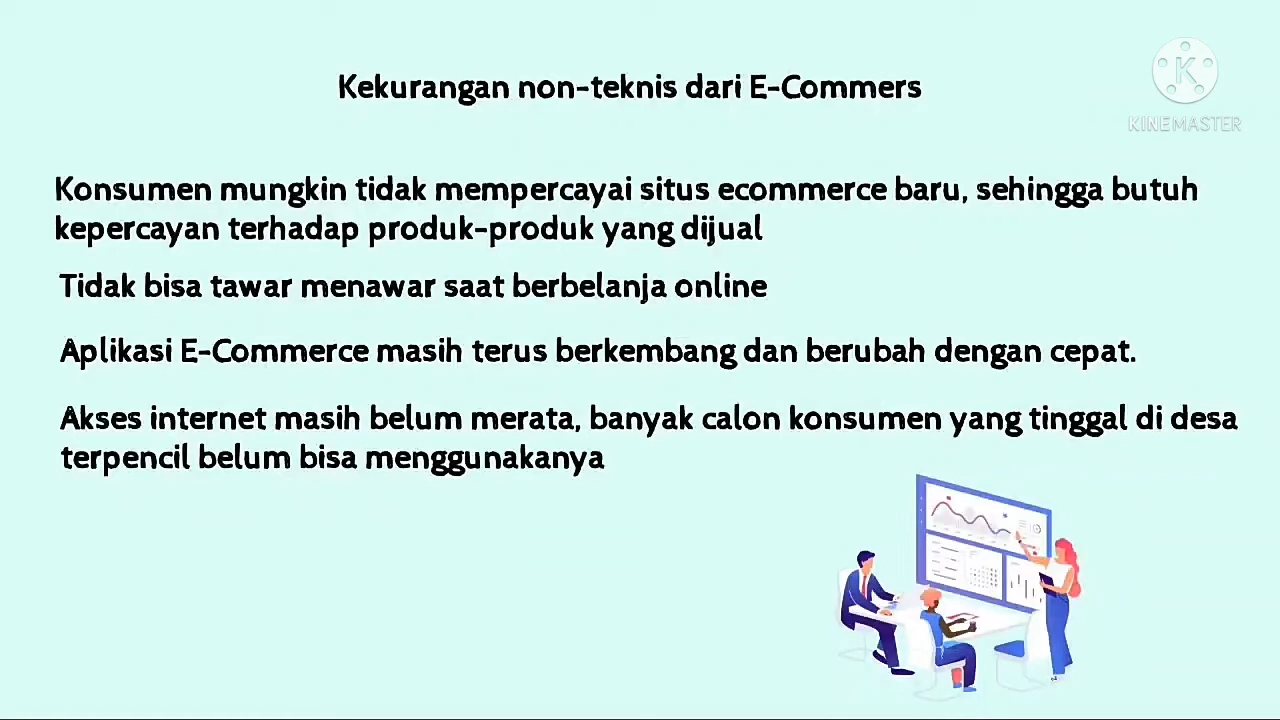 Kekurangan non-teknis dari E-Commers
K
KINEMASTER
Konsumen mungkin tidak mempercayai situs ecommerce baru, sehingga butuh
kepercayan terhadap produk-produk yang dijual
Tidak bisa tawar menawar saat berbelanja online
Aplikasi E-Commerce masih terus berkembang dan berubah dengan cepat.
Akses internet masih belum merata, banyak calon konsumen yang tinggal di desa
terpencil belum bisa menggunakanya